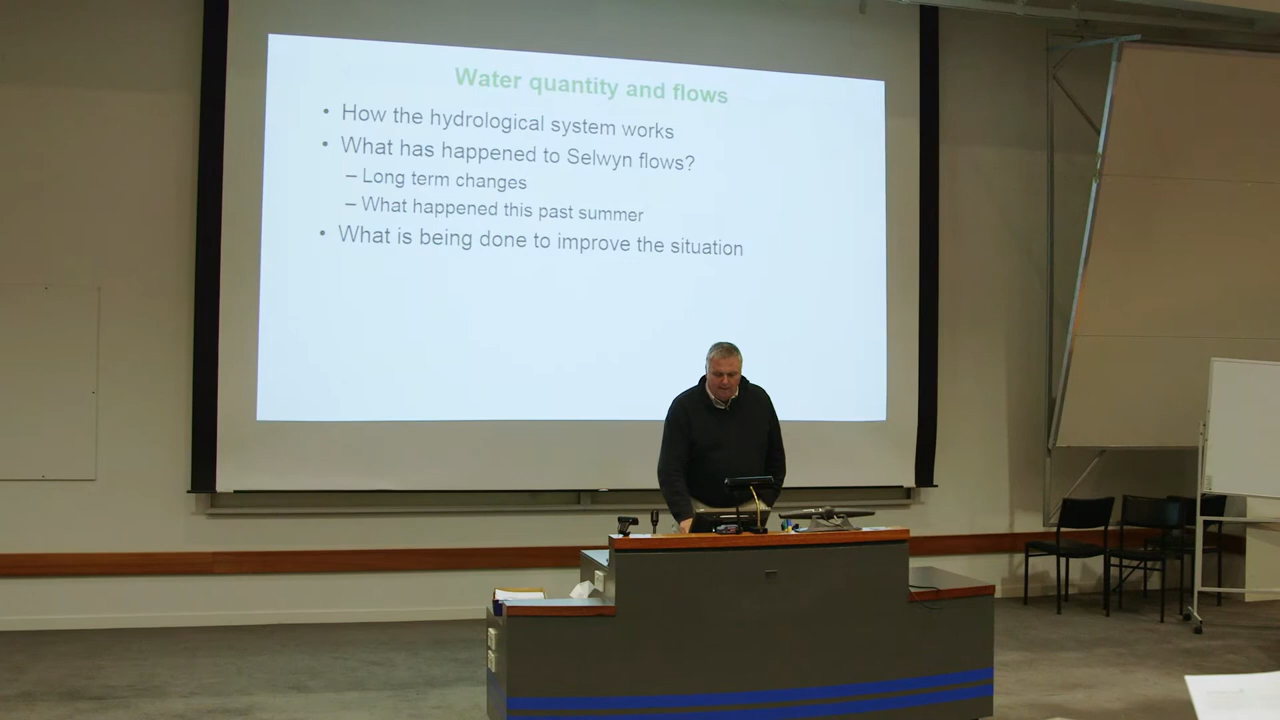 Water quantity and flows
• How the hydrological system works
• What has happened to Selwyn flows?
– Long term changes
– What happened this past summer
• What is being done to improve the situation